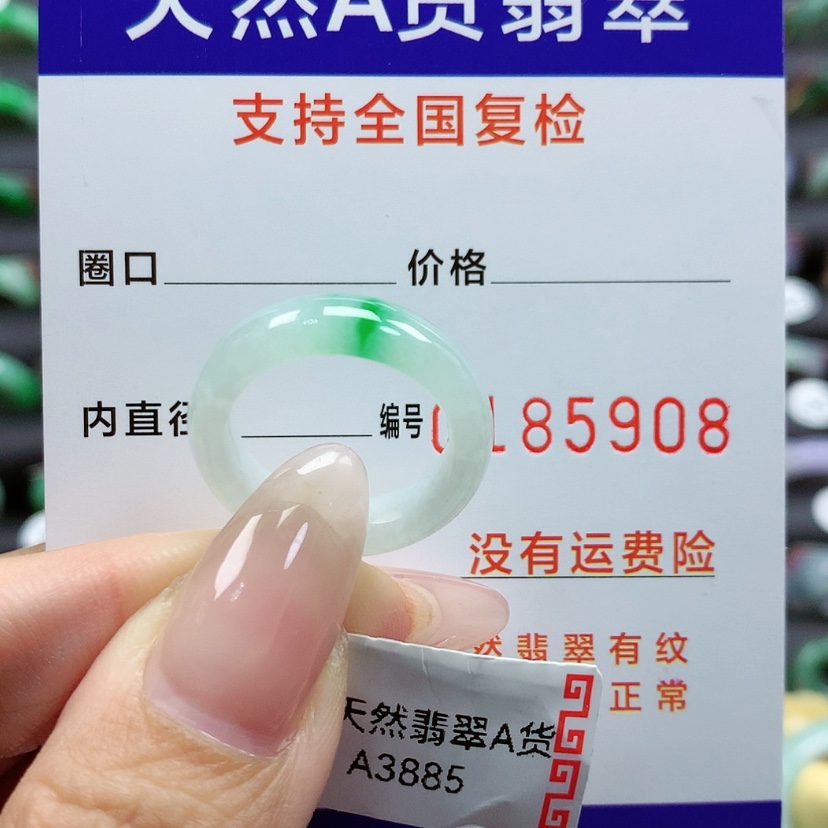 天然A货翡翠
支持全国复检
圈口 价格
内直径 编号 0185908
没有运费险
然翡翠有纹
正常
天然翡翠A货
A3885